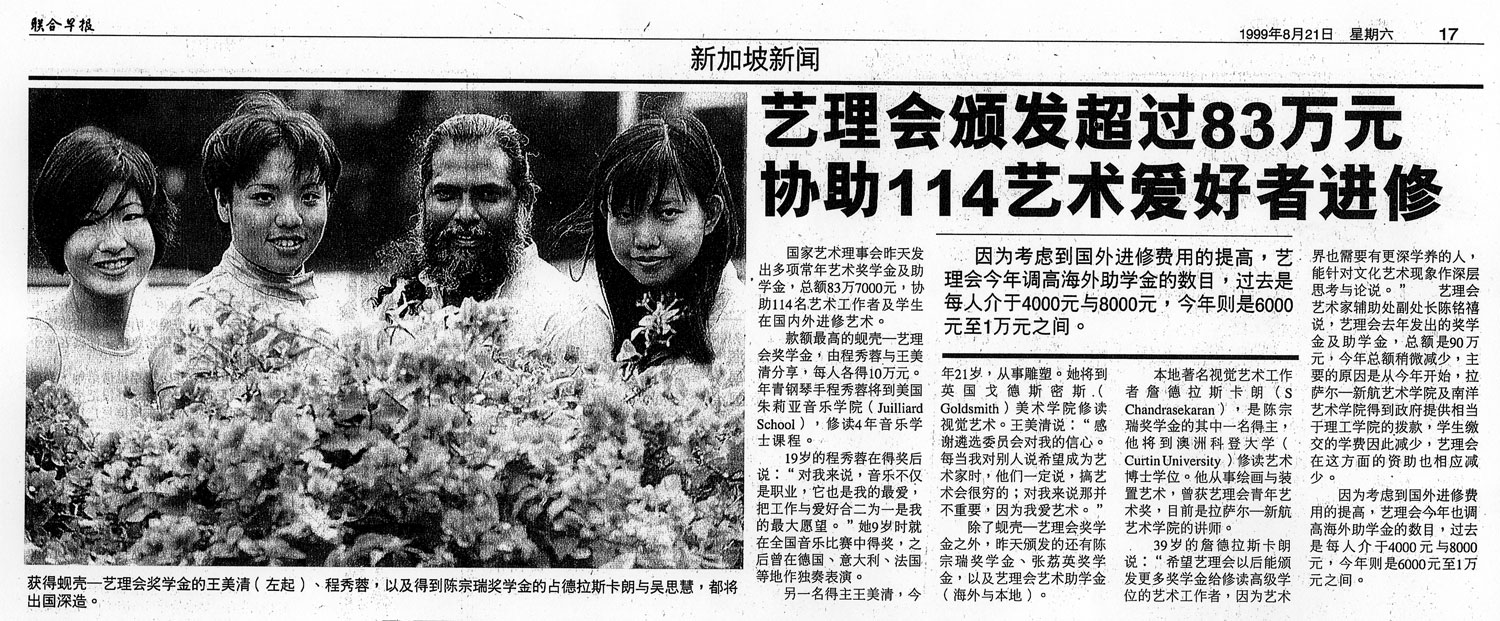 联合早报
1999年8月21日 星期六 17
新加坡新闻
艺理会颁发超过83万元
协助114艺术爱好者进修
获得蚬壳—艺理会奖学金的王美清（左起）、程秀蓉，以及得到陈宗瑞奖学金的占德拉斯卡朗与吴思慧，都将
出国深造。
国家艺术理事会昨天发
出多项常年艺术奖学金及助
学金，总额83万7000元，协
助114名艺术工作者及学生
在国内外进修艺术。
款额最高的蚬壳—艺理
会奖学金，由程秀蓉与王美
清分享，每人各得10万元。
年青钢琴手程秀蓉将到美国
朱莉亚音乐学院（Juilliard
School），修读4年音乐学
士课程。
19岁的程秀蓉在得奖后
说：“对我来说，音乐不仅
是职业，它也是我的最爱，
把工作与爱好合二为一是我
的最大愿望。”她9岁时就
在全国音乐比赛中得奖，之
后曾在德国、意大利、法国
等地作独奏表演。
另一名得主王美清，今
因为考虑到国外进修费用的提高，艺
理会今年调高海外助学金的数目，过去是
每人介于4000元与8000元，今年则是6000
元至1万元之间。
年21岁，从事雕塑。她将到
英国戈德斯密斯（
Goldsmith）美术学院修读
视觉艺术。王美清说：“感
谢遴选委员会对我的信心。
每当我对别人说希望成为艺
术家时，他们一定说，搞艺
术会很穷的；对我来说那并
不重要，因为我爱艺术。”
除了蚬壳—艺理会奖学
金之外，昨天颁发的还有陈
宗瑞奖学金、张荔英奖学
金，以及艺理会艺术助学金
（海外与本地）。
本地著名视觉艺术工作
者詹德拉斯卡朗（S
Chandrasekaran），是陈宗
瑞奖学金的其中一名得主，
他将到澳洲科登大学（
Curtin University）修读艺术
博士学位。他从事绘画与装
置艺术，曾获艺理会青年艺
术奖，目前是拉萨尔—新航
艺术学院的讲师。
39岁的詹德拉斯卡朗
说：“希望艺理会以后能颁
发更多奖学金给修读高级学
位的艺术工作者，因为艺术
界也需要有更深学养的人，
能针对文化艺术现象作深层
思考与论说。” 艺理会
艺术家辅助处副处长陈铭禧
说，艺理会去年发出的奖学
金及助学金，总额是90万
元，今年总额稍微减少，主
要的原因是从今年开始，拉
萨尔—新航艺术学院及南洋
艺术学院得到政府提供相当
于理工学院的拨款，学生缴
交的学费因此减少，艺理会
在这方面的资助也相应减
少。
因为考虑到国外进修费
用的提高，艺理会今年也调
高海外助学金的数目，过去
是每人介于4000元与8000
元，今年则是6000元至1万
元之间。